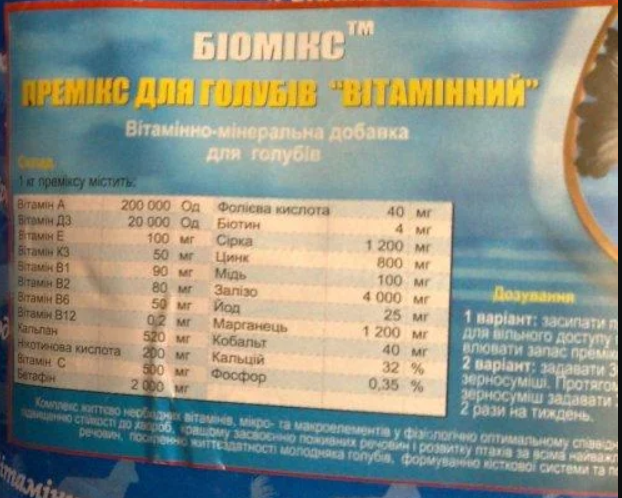 БІОМІКС™
ПРЕМІКС ДЛЯ ГОЛУБІВ "ВІТАМІННИЙ"
Вітамінно-мінеральна добавка
для голубів
Склад
1 кг преміксу містить:
Вітамін А 200 000 Од
Вітамін Д3 20 000 Од
Вітамін Е 100 мг
Вітамін К3 50 мг
Вітамін В1 90 мг
Вітамін В2 80 мг
Вітамін В6 50 мг
Вітамін В12 0,2 мг
Кальпан 520 мг
Нікотинова кислота 200 мг
Вітамін С 500 мг
Бетафін 2 000 мг
Фолієва кислота 40 мг
Біотин 4 мг
Сірка 1 200 мг
Цинк 800 мг
Мідь 100 мг
Залізо 4 000 мг
Йод 25 мг
Марганець 1 200 мг
Кобальт 40 мг
Кальцій 32 %
Фосфор 0,35 %
Дозування
1 варіант: засипати
для вільного доступу
влювати запас премік
2 варіант: задавати 3
зерносуміші. Протягом
зерносуміш задавати
2 рази на тиждень.
Комплекс життєво необхідних вітамінів, мікро- та макроелементів у фізіологічно оптимальному співвідн
підвищенню стійкості до хвороб, кращому засвоєнню поживних речовин і розвитку птахів за всіма найважл
речовин, посиленню життєздатності молодняка голубів, формуванню кісткової системи та